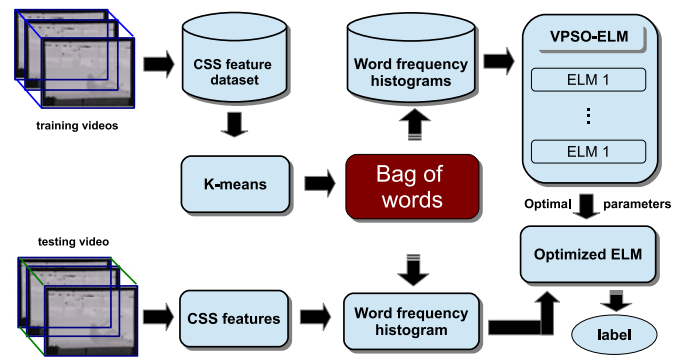 CSS feature
dataset
Word frequency
histograms
VPSO-ELM
ELM 1
⋮
ELM 1
training videos
K-means
Bag of
words
Optimal parameters
testing video
Optimized ELM
CSS features
Word frequency
histogram
label